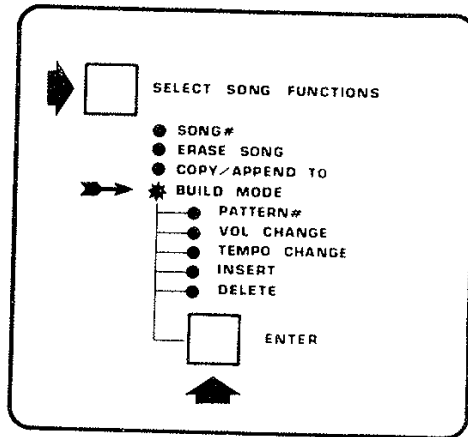 SELECT SONG FUNCTIONS
SONG#
ERASE SONG
COPY/APPEND TO
BUILD MODE
PATTERN#
VOL CHANGE
TEMPO CHANGE
INSERT
DELETE
ENTER